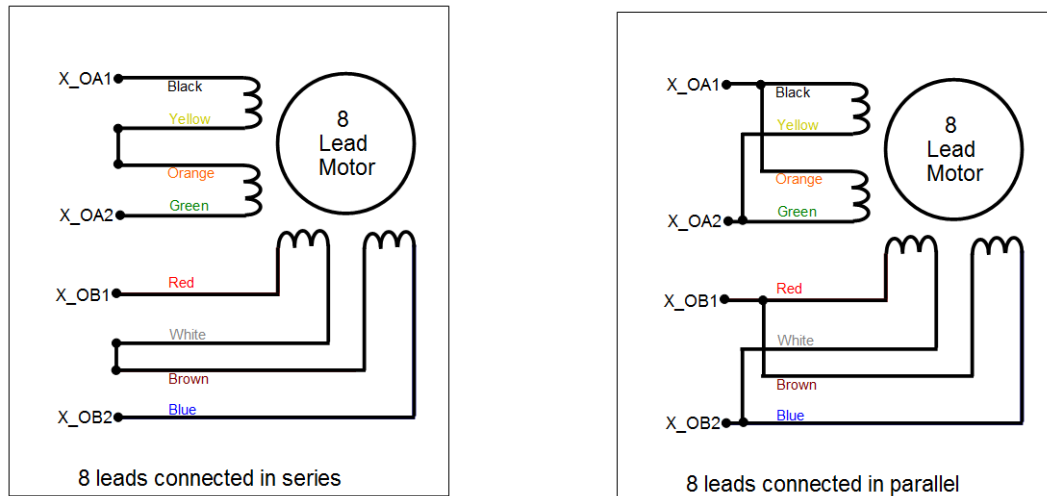 X_OA1
Black
Yellow
Orange
Green
X_OA2
8
Lead
Motor
X_OB1
Red
White
Brown
X_OB2
Blue
8 leads connected in series
X_OA1
Black
Yellow
Orange
Green
X_OA2
8
Lead
Motor
X_OB1
Red
White
Brown
X_OB2
Blue
8 leads connected in parallel